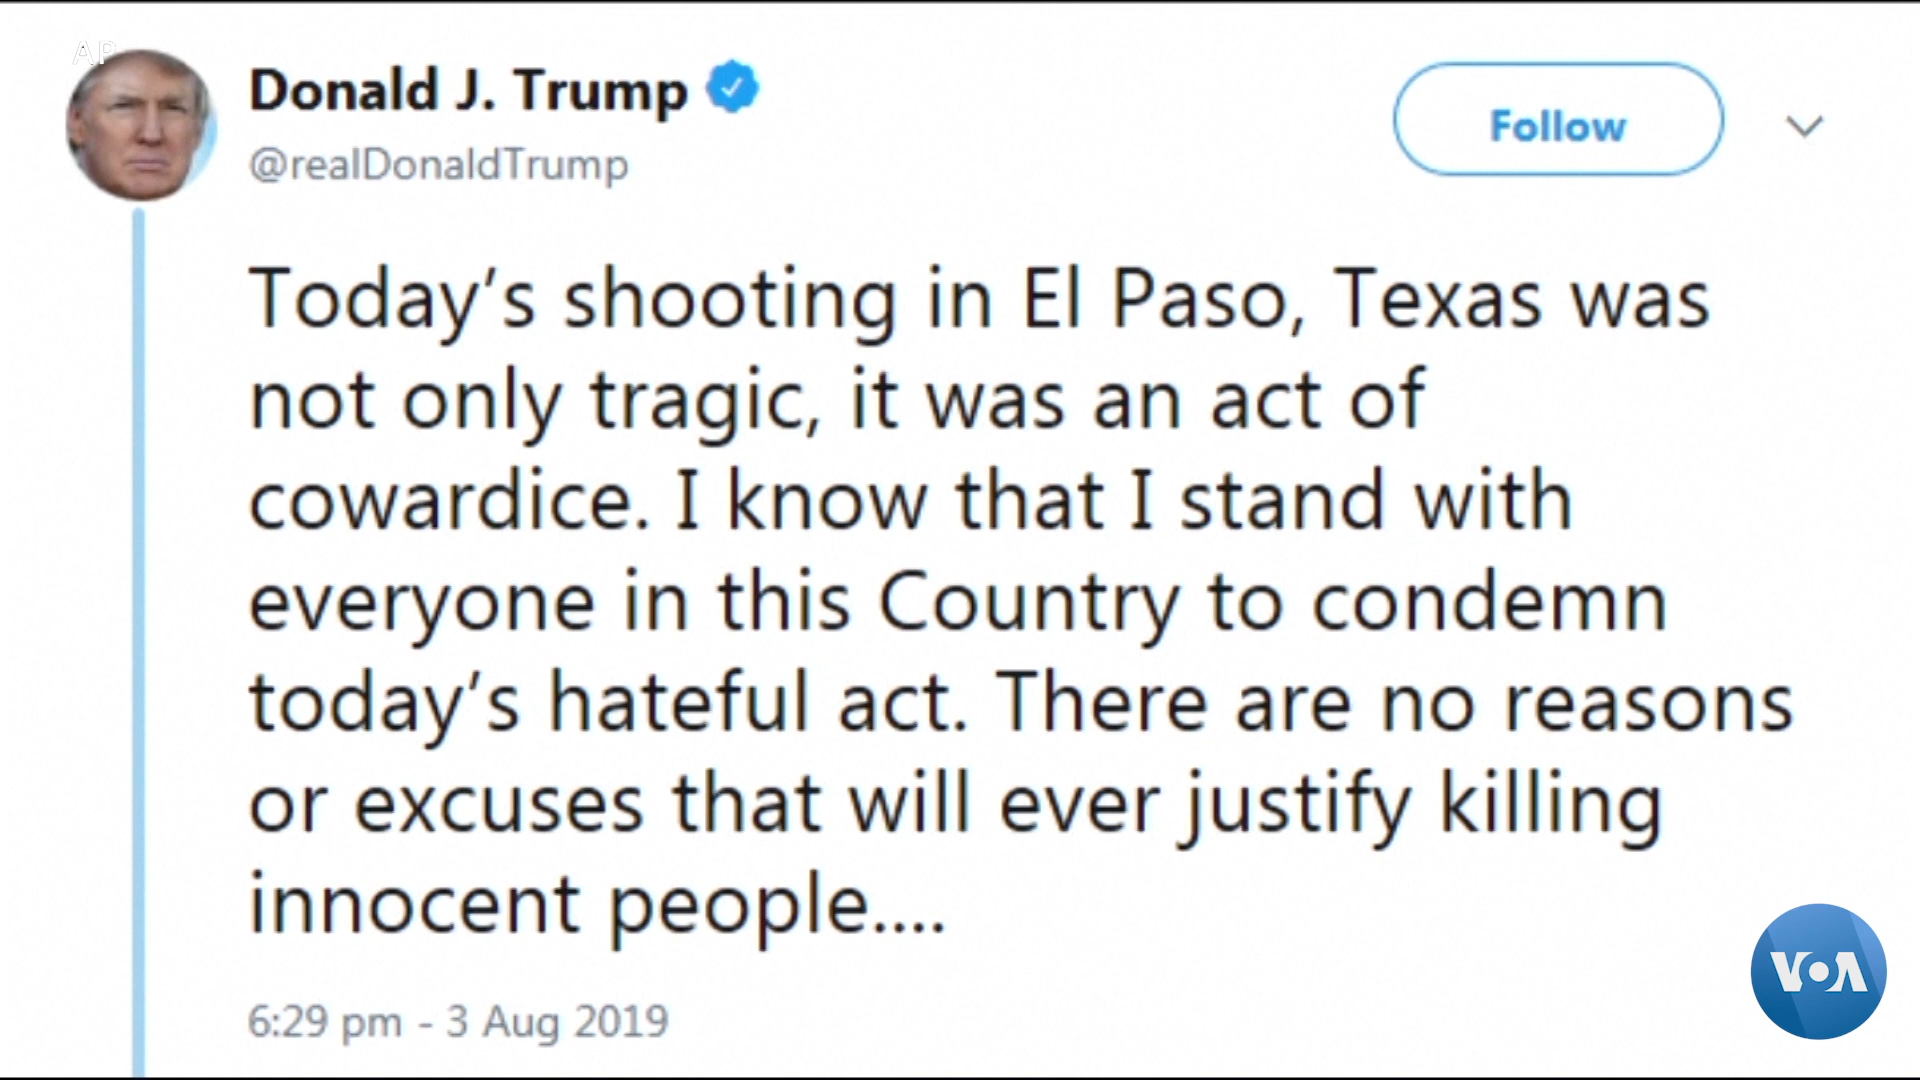 AP
Donald J. Trump
@realDonaldTrump
Follow
Today's shooting in El Paso, Texas was
not only tragic, it was an act of
cowardice. I know that I stand with
everyone in this Country to condemn
today's hateful act. There are no reasons
or excuses that will ever justify killing
innocent people....
6:29 pm - 3 Aug 2019
VOA